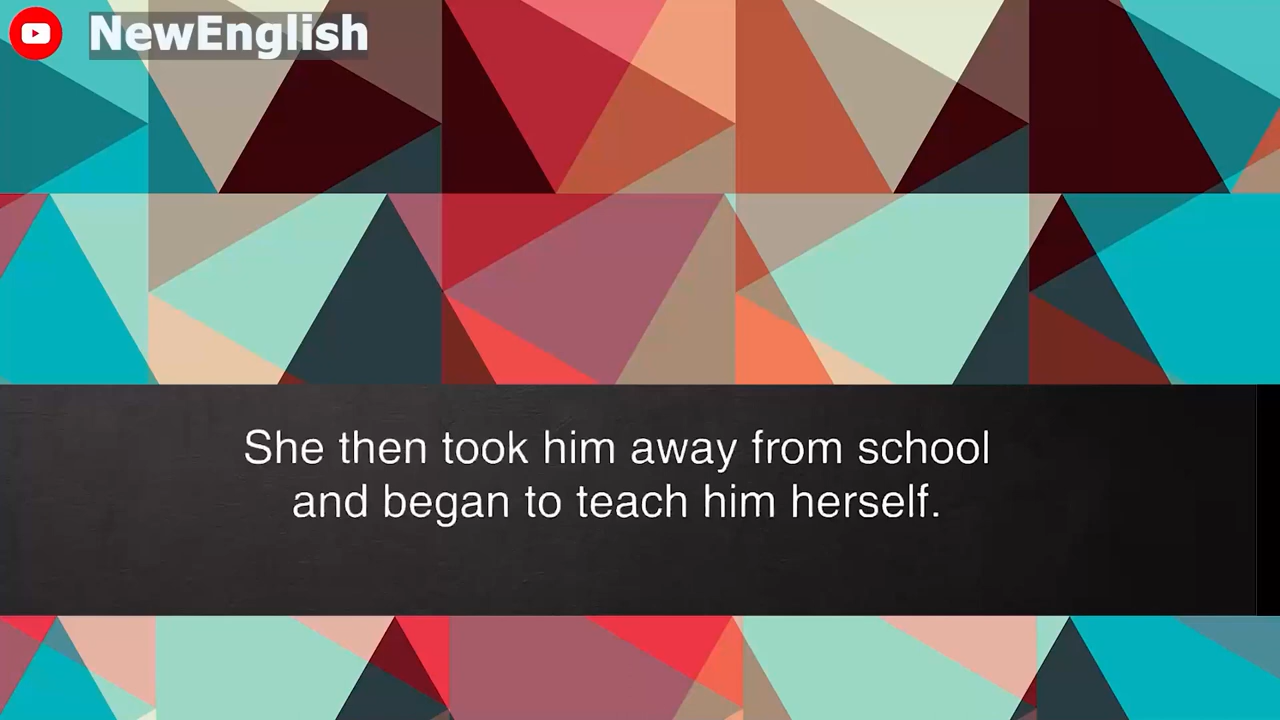 NewEnglish
She then took him away from school
and began to teach him herself.